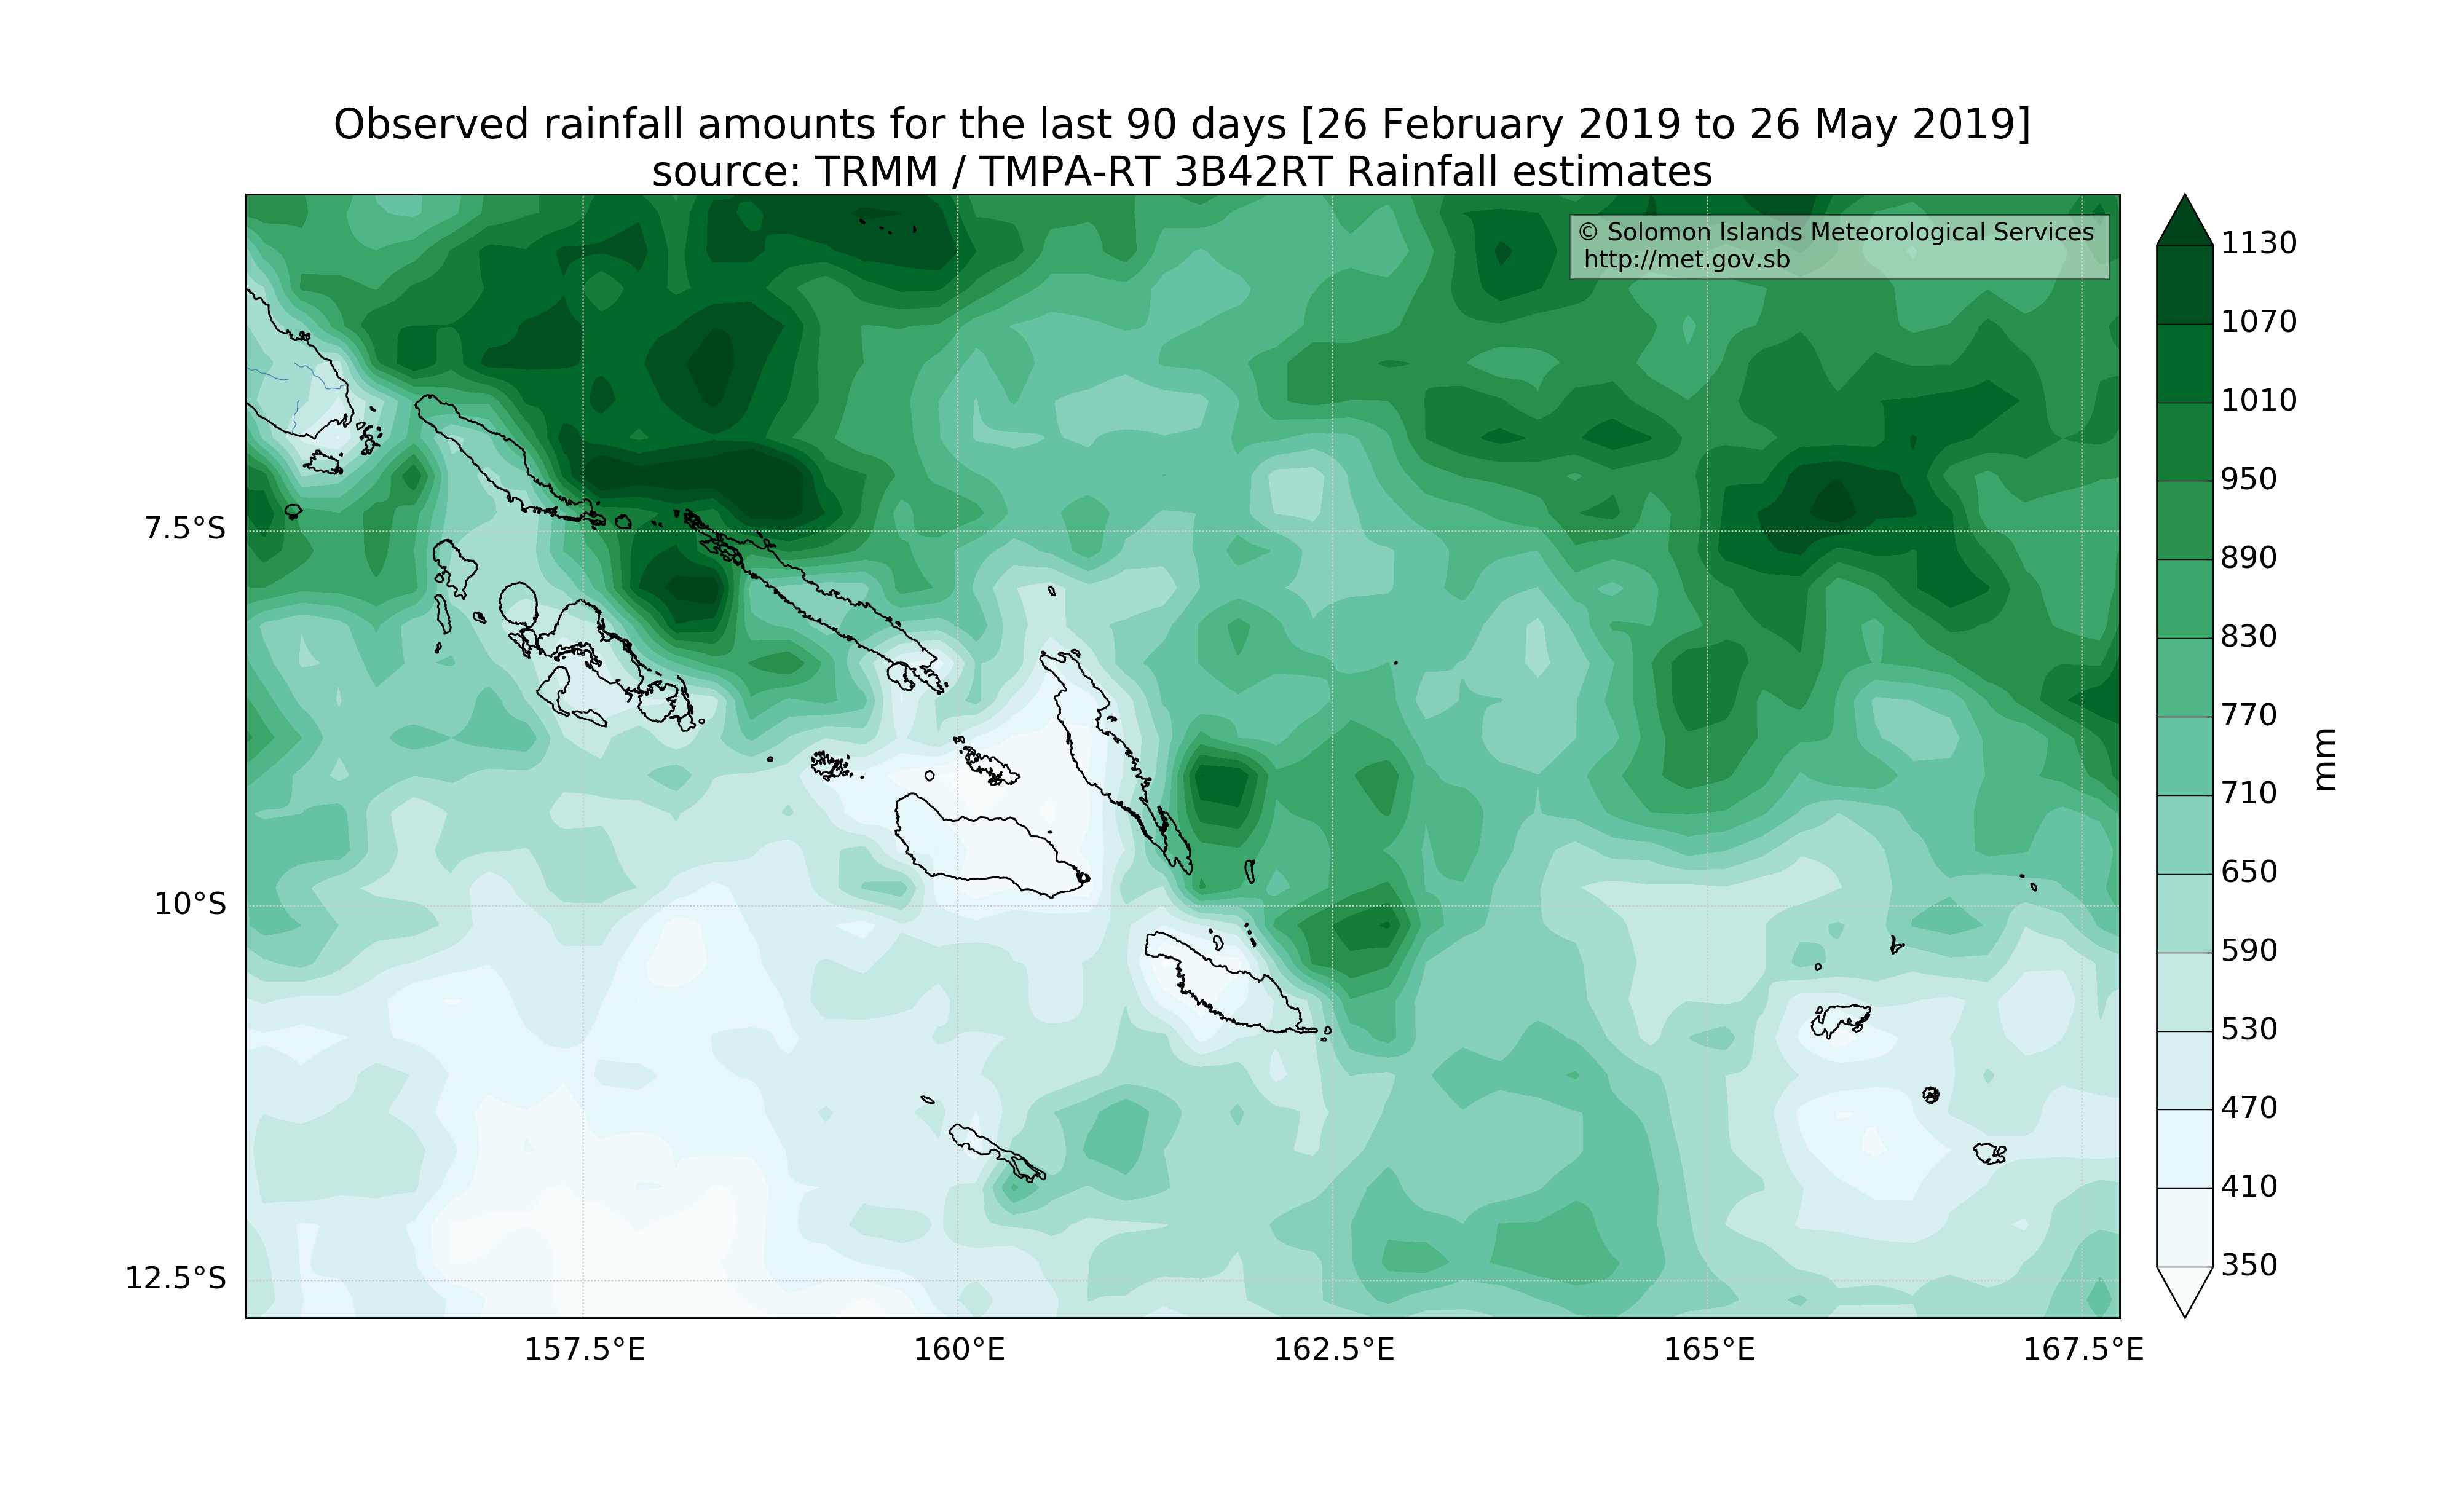 Observed rainfall amounts for the last 90 days [26 February 2019 to 26 May 2019]
source: TRMM / TMPA-RT 3B42RT Rainfall estimates
© Solomon Islands Meteorological Services
http://met.gov.sb
7.5°S
10°S
12.5°S
157.5°E
160°E
162.5°E
165°E
167.5°E
1130
1070
1010
950
890
830
770
710
650
590
530
470
410
350
mm